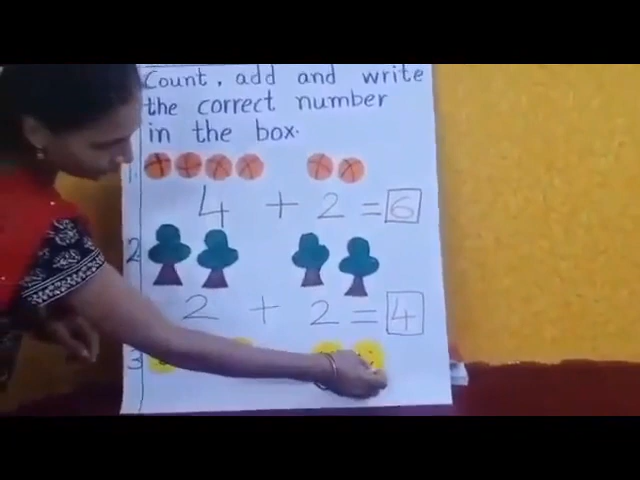 Count, add and write
the correct number
in the box.
1.
4 + 2 = 6
2
2 + 2 = 4
3